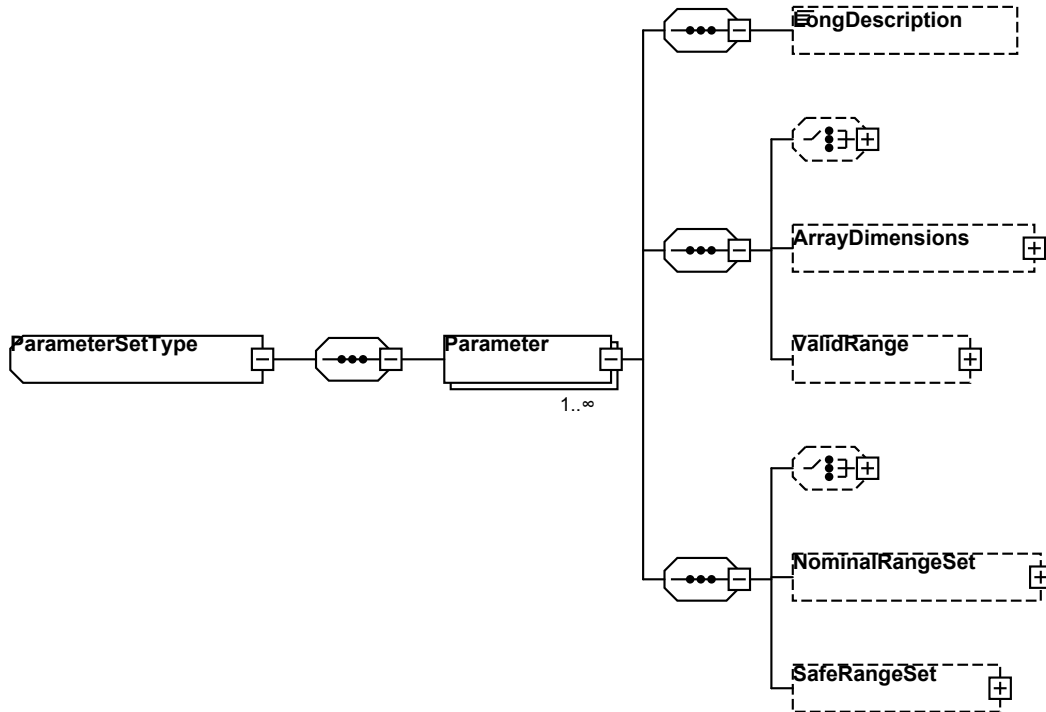 LongDescription
ArrayDimensions
ParameterSetType
Parameter
ValidRange
1..∞
NominalRangeSet
SafeRangeSet